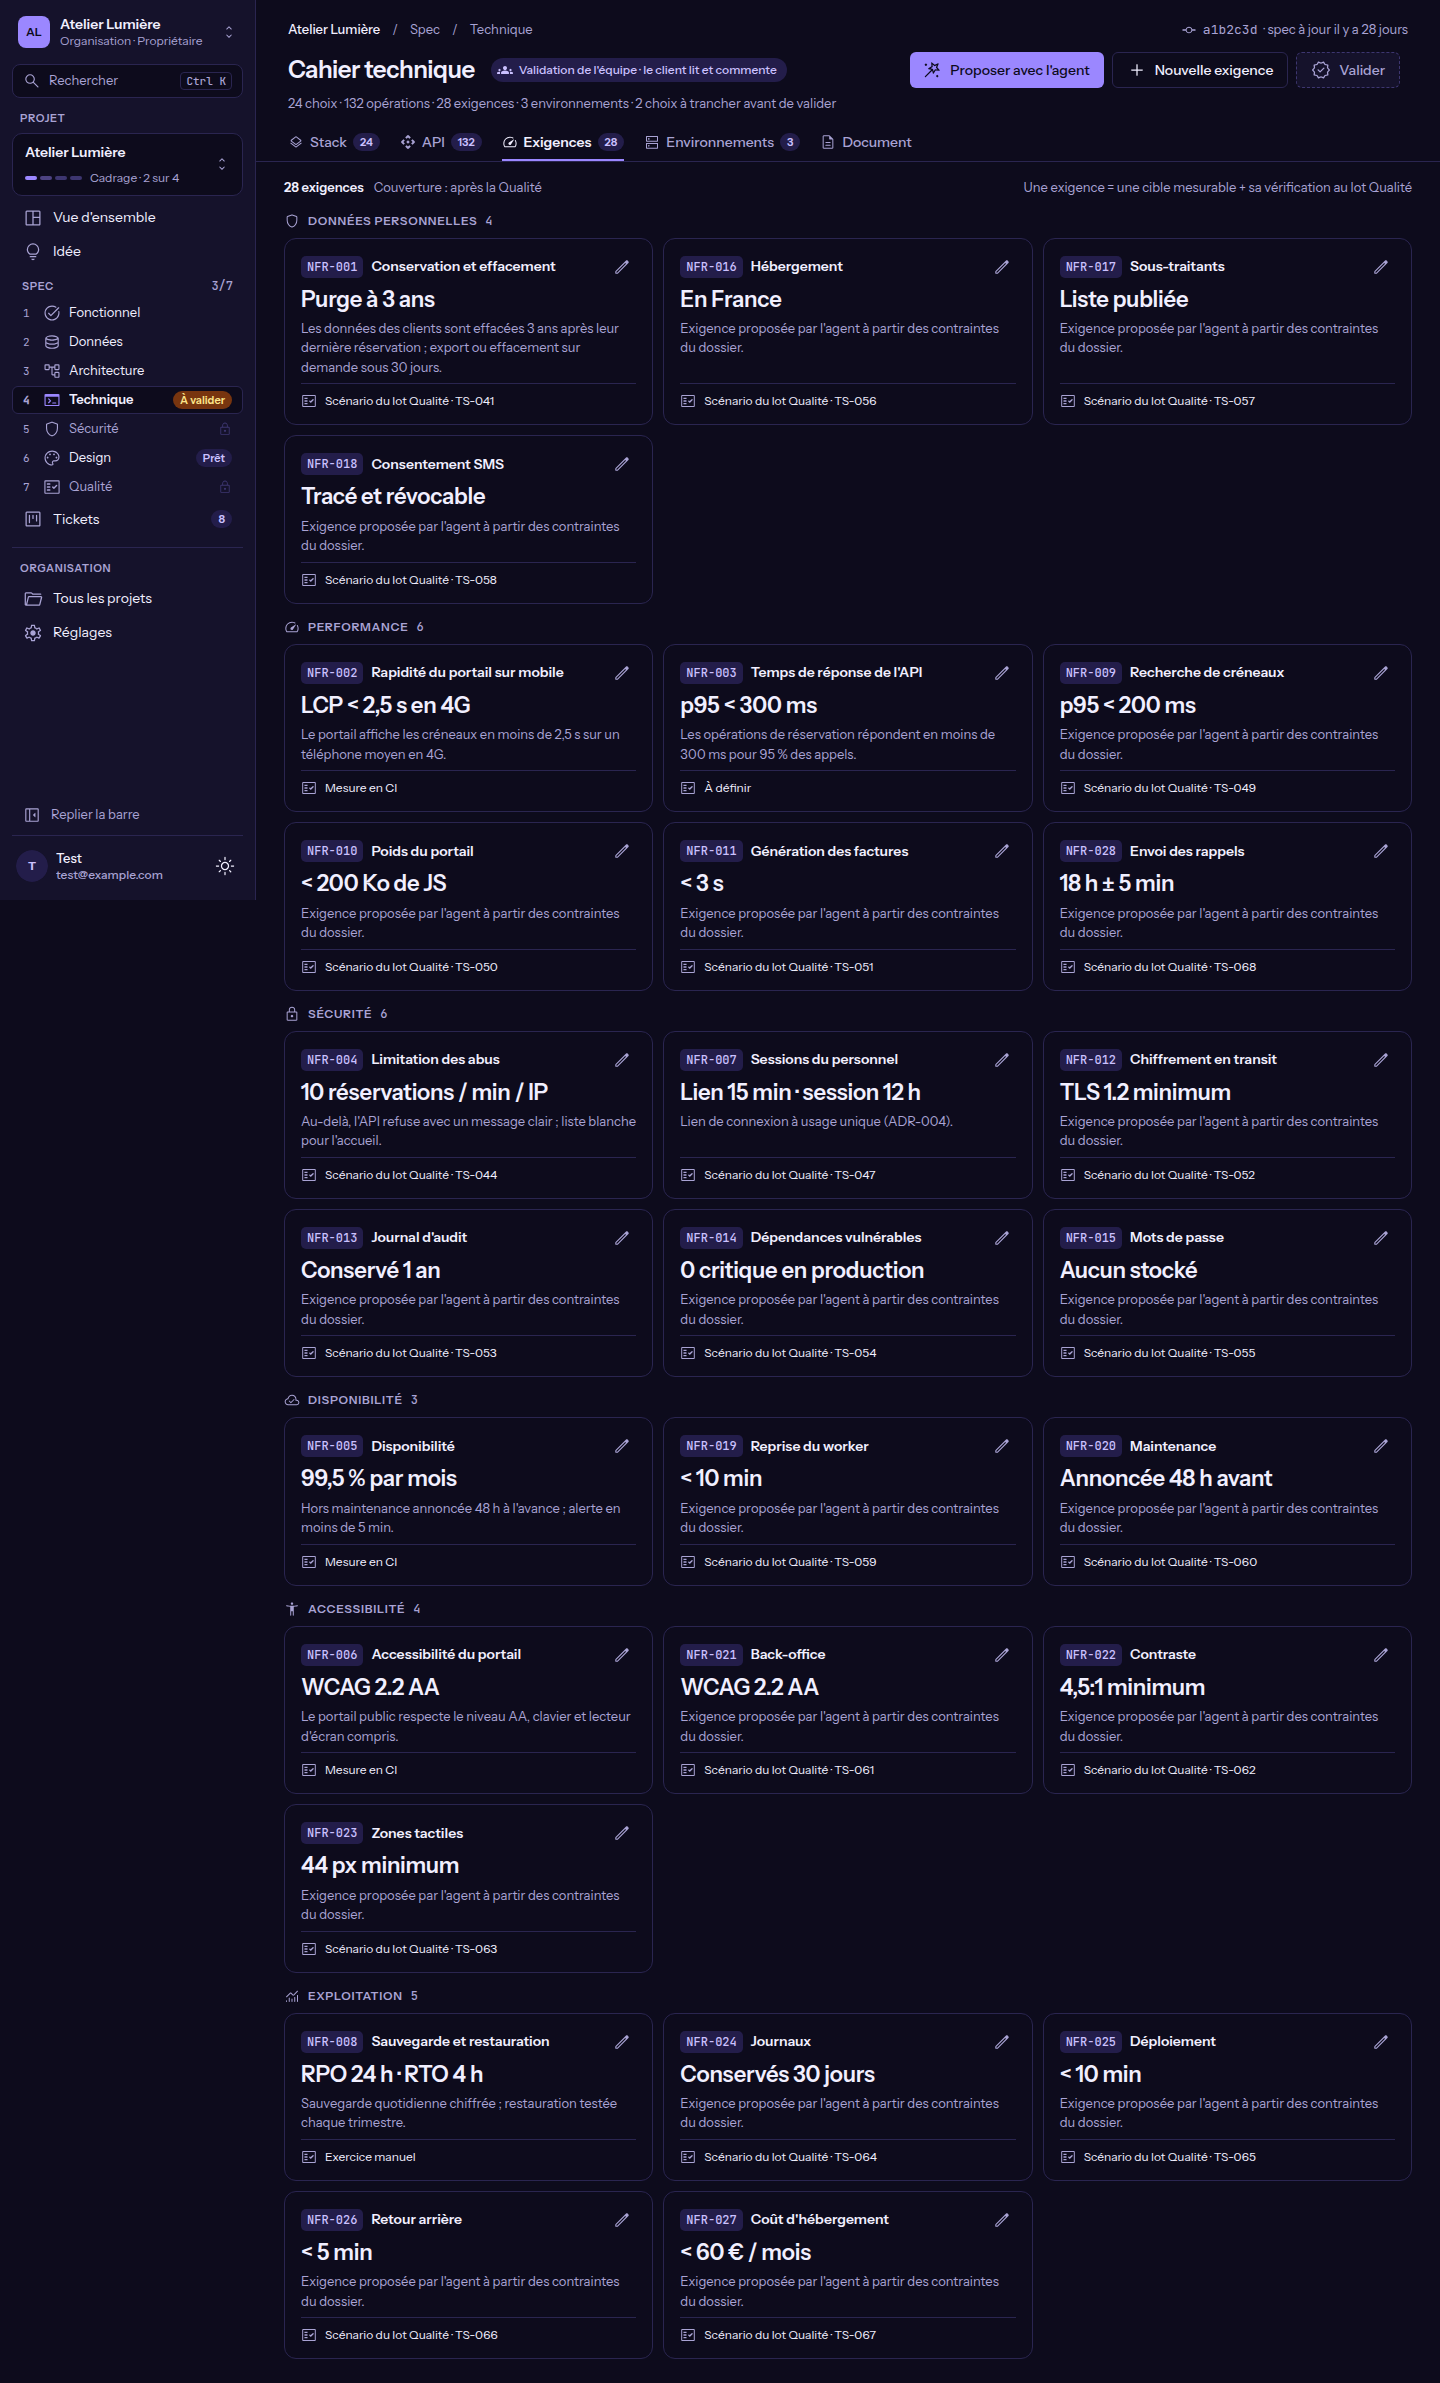 AL
Atelier Lumière
Organisation · Propriétaire
Rechercher
Ctrl K
PROJET
Atelier Lumière
Cadrage · 2 sur 4
Vue d'ensemble
Idée
SPEC 3/7
1 Fonctionnel
2 Données
3 Architecture
4 Technique À valider
5 Sécurité
6 Design Prêt
7 Qualité
Tickets 8
ORGANISATION
Tous les projets
Réglages
Replier la barre
T
Test
test@example.com
Atelier Lumière / Spec / Technique
a1b2c3d · spec à jour il y a 28 jours
Cahier technique
Validation de l'équipe · le client lit et commente
Proposer avec l'agent
Nouvelle exigence
Valider
24 choix · 132 opérations · 28 exigences · 3 environnements · 2 choix à trancher avant de valider
Stack 24
API 132
Exigences 28
Environnements 3
Document
28 exigences Couverture : après la Qualité
Une exigence = une cible mesurable + sa vérification au lot Qualité
DONNÉES PERSONNELLES 4
NFR-001 Conservation et effacement
Purge à 3 ans
Les données des clients sont effacées 3 ans après leur
dernière réservation ; export ou effacement sur
demande sous 30 jours.
Scénario du lot Qualité · TS-041
NFR-016 Hébergement
En France
Exigence proposée par l'agent à partir des contraintes
du dossier.
Scénario du lot Qualité · TS-056
NFR-017 Sous-traitants
Liste publiée
Exigence proposée par l'agent à partir des contraintes
du dossier.
Scénario du lot Qualité · TS-057
NFR-018 Consentement SMS
Tracé et révocable
Exigence proposée par l'agent à partir des contraintes
du dossier.
Scénario du lot Qualité · TS-058
PERFORMANCE 6
NFR-002 Rapidité du portail sur mobile
LCP < 2,5 s en 4G
Le portail affiche les créneaux en moins de 2,5 s sur un
téléphone moyen en 4G.
Mesure en CI
NFR-003 Temps de réponse de l'API
p95 < 300 ms
Les opérations de réservation répondent en moins de
300 ms pour 95 % des appels.
À définir
NFR-009 Recherche de créneaux
p95 < 200 ms
Exigence proposée par l'agent à partir des contraintes
du dossier.
Scénario du lot Qualité · TS-049
NFR-010 Poids du portail
< 200 Ko de JS
Exigence proposée par l'agent à partir des contraintes
du dossier.
Scénario du lot Qualité · TS-050
NFR-011 Génération des factures
< 3 s
Exigence proposée par l'agent à partir des contraintes
du dossier.
Scénario du lot Qualité · TS-051
NFR-028 Envoi des rappels
18 h ± 5 min
Exigence proposée par l'agent à partir des contraintes
du dossier.
Scénario du lot Qualité · TS-068
SÉCURITÉ 6
NFR-004 Limitation des abus
10 réservations / min / IP
Au-delà, l'API refuse avec un message clair ; liste blanche
pour l'accueil.
Scénario du lot Qualité · TS-044
NFR-007 Sessions du personnel
Lien 15 min · session 12 h
Lien de connexion à usage unique (ADR-004).
Scénario du lot Qualité · TS-047
NFR-012 Chiffrement en transit
TLS 1.2 minimum
Exigence proposée par l'agent à partir des contraintes
du dossier.
Scénario du lot Qualité · TS-052
NFR-013 Journal d'audit
Conservé 1 an
Exigence proposée par l'agent à partir des contraintes
du dossier.
Scénario du lot Qualité · TS-053
NFR-014 Dépendances vulnérables
0 critique en production
Exigence proposée par l'agent à partir des contraintes
du dossier.
Scénario du lot Qualité · TS-054
NFR-015 Mots de passe
Aucun stocké
Exigence proposée par l'agent à partir des contraintes
du dossier.
Scénario du lot Qualité · TS-055
DISPONIBILITÉ 3
NFR-005 Disponibilité
99,5 % par mois
Hors maintenance annoncée 48 h à l'avance ; alerte en
moins de 5 min.
Mesure en CI
NFR-019 Reprise du worker
< 10 min
Exigence proposée par l'agent à partir des contraintes
du dossier.
Scénario du lot Qualité · TS-059
NFR-020 Maintenance
Annoncée 48 h avant
Exigence proposée par l'agent à partir des contraintes
du dossier.
Scénario du lot Qualité · TS-060
ACCESSIBILITÉ 4
NFR-006 Accessibilité du portail
WCAG 2.2 AA
Le portail public respecte le niveau AA, clavier et lecteur
d'écran compris.
Mesure en CI
NFR-021 Back-office
WCAG 2.2 AA
Exigence proposée par l'agent à partir des contraintes
du dossier.
Scénario du lot Qualité · TS-061
NFR-022 Contraste
4,5:1 minimum
Exigence proposée par l'agent à partir des contraintes
du dossier.
Scénario du lot Qualité · TS-062
NFR-023 Zones tactiles
44 px minimum
Exigence proposée par l'agent à partir des contraintes
du dossier.
Scénario du lot Qualité · TS-063
EXPLOITATION 5
NFR-008 Sauvegarde et restauration
RPO 24 h · RTO 4 h
Sauvegarde quotidienne chiffrée ; restauration testée
chaque trimestre.
Exercice manuel
NFR-024 Journaux
Conservés 30 jours
Exigence proposée par l'agent à partir des contraintes
du dossier.
Scénario du lot Qualité · TS-064
NFR-025 Déploiement
< 10 min
Exigence proposée par l'agent à partir des contraintes
du dossier.
Scénario du lot Qualité · TS-065
NFR-026 Retour arrière
< 5 min
Exigence proposée par l'agent à partir des contraintes
du dossier.
Scénario du lot Qualité · TS-066
NFR-027 Coût d'hébergement
< 60 € / mois
Exigence proposée par l'agent à partir des contraintes
du dossier.
Scénario du lot Qualité · TS-067